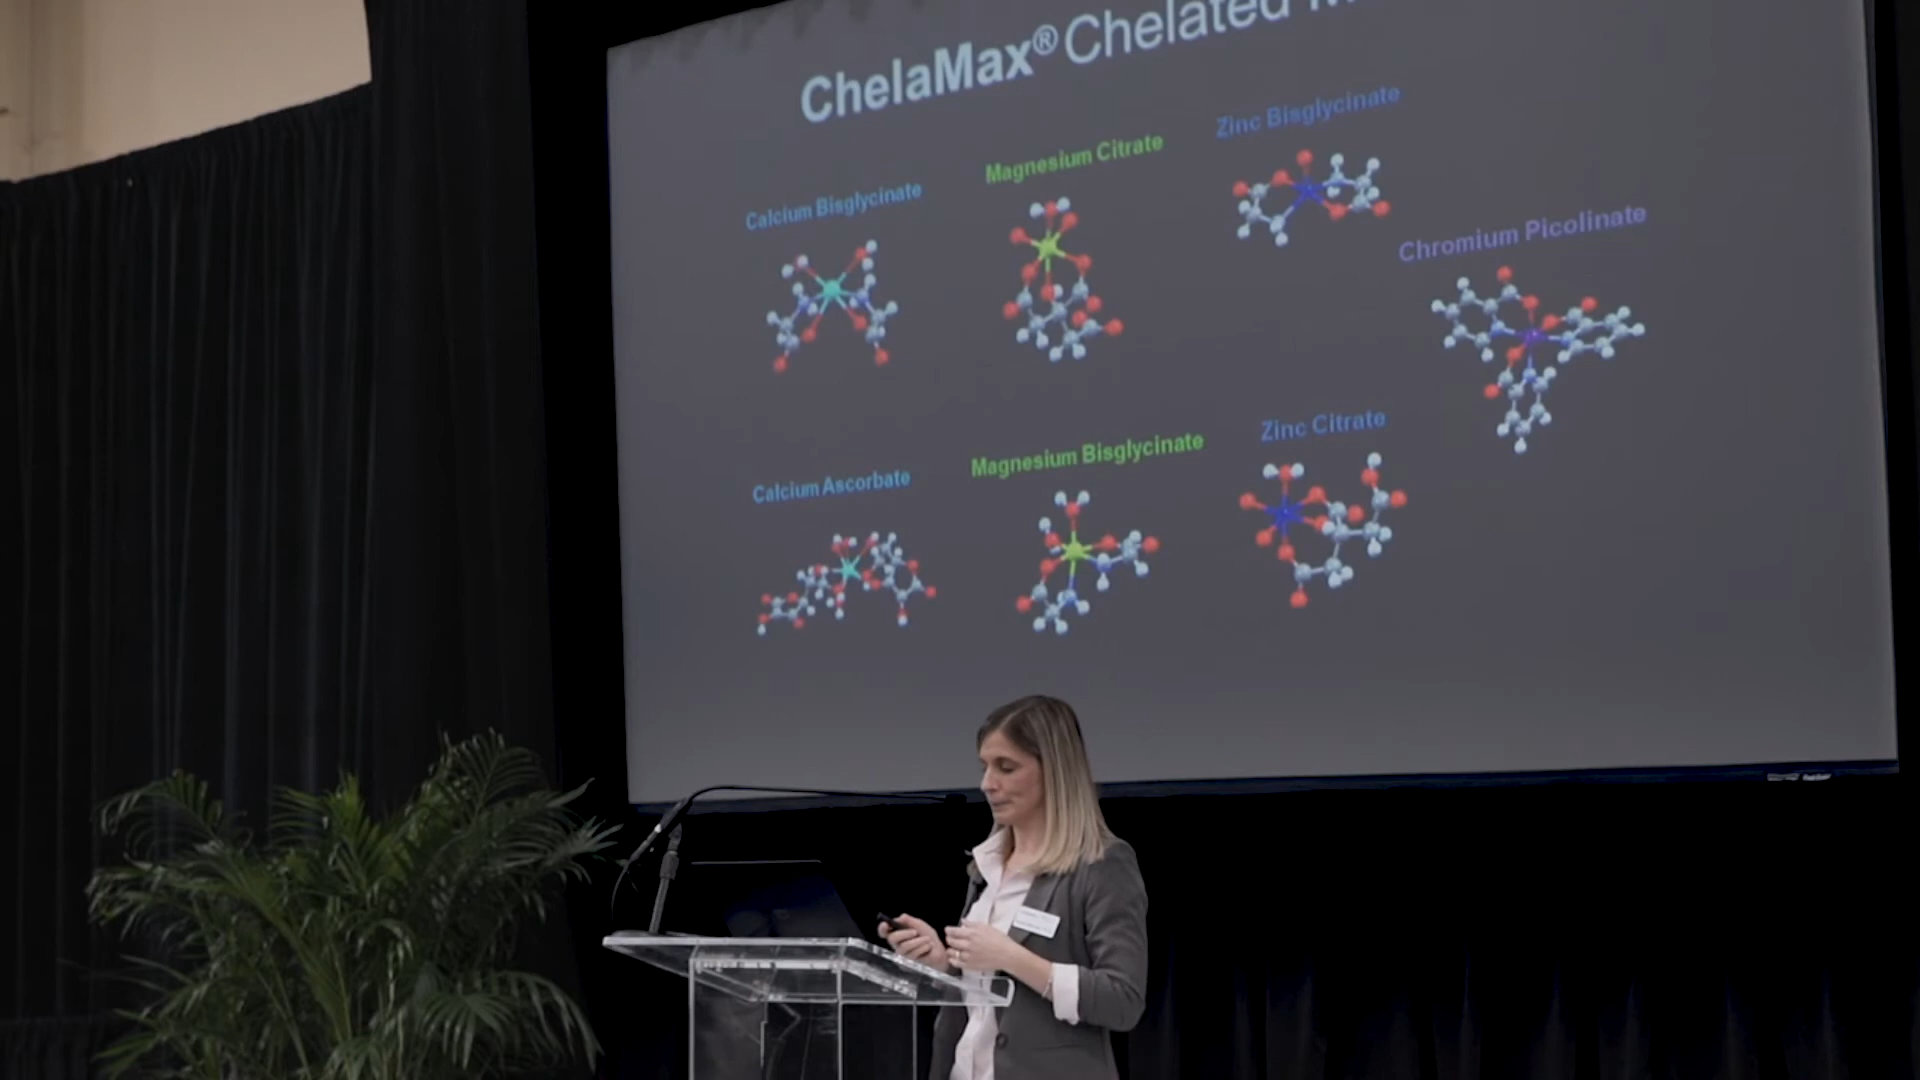 ChelaMax® Chelated
Calcium Bisglycinate
Magnesium Citrate
Zinc Bisglycinate
Chromium Picolinate
Calcium Ascorbate
Magnesium Bisglycinate
Zinc Citrate